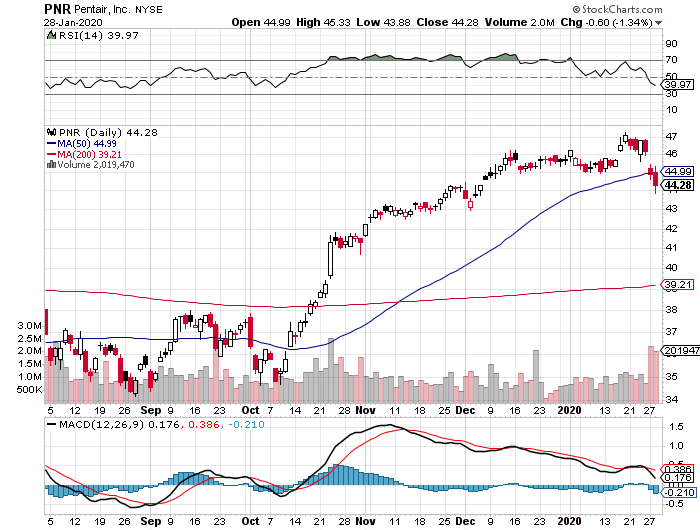 PNR Pentair, Inc. NYSE
© StockCharts.com
28-Jan-2020 Open 44.99 High 45.33 Low 43.88 Close 44.28 Volume 2.0M Chg -0.60 (-1.34%)
RSI(14) 39.97
90
70
50
39.97
30
10
PNR (Daily) 44.28
MA(50) 44.99
MA(200) 39.21
Volume 2,019,470
47
46
44.99
44.28
43
42
41
40
39.21
38
37
36
35
34
3.0M
2.5M
2.0M
1.5M
1.0M
500K
2019470
5 12 19 26 Sep 9 16 23 Oct 7 14 21 28 Nov 11 18 25 Dec 9 16 23 2020 13 21 27
MACD(12,26,9) 0.176, 0.386, -0.210
1.5
1.0
0.5
0.386
0.176
0.0
-0.210
-0.5
5 12 19 26 Sep 9 16 23 Oct 7 14 21 28 Nov 11 18 25 Dec 9 16 23 2020 13 21 27